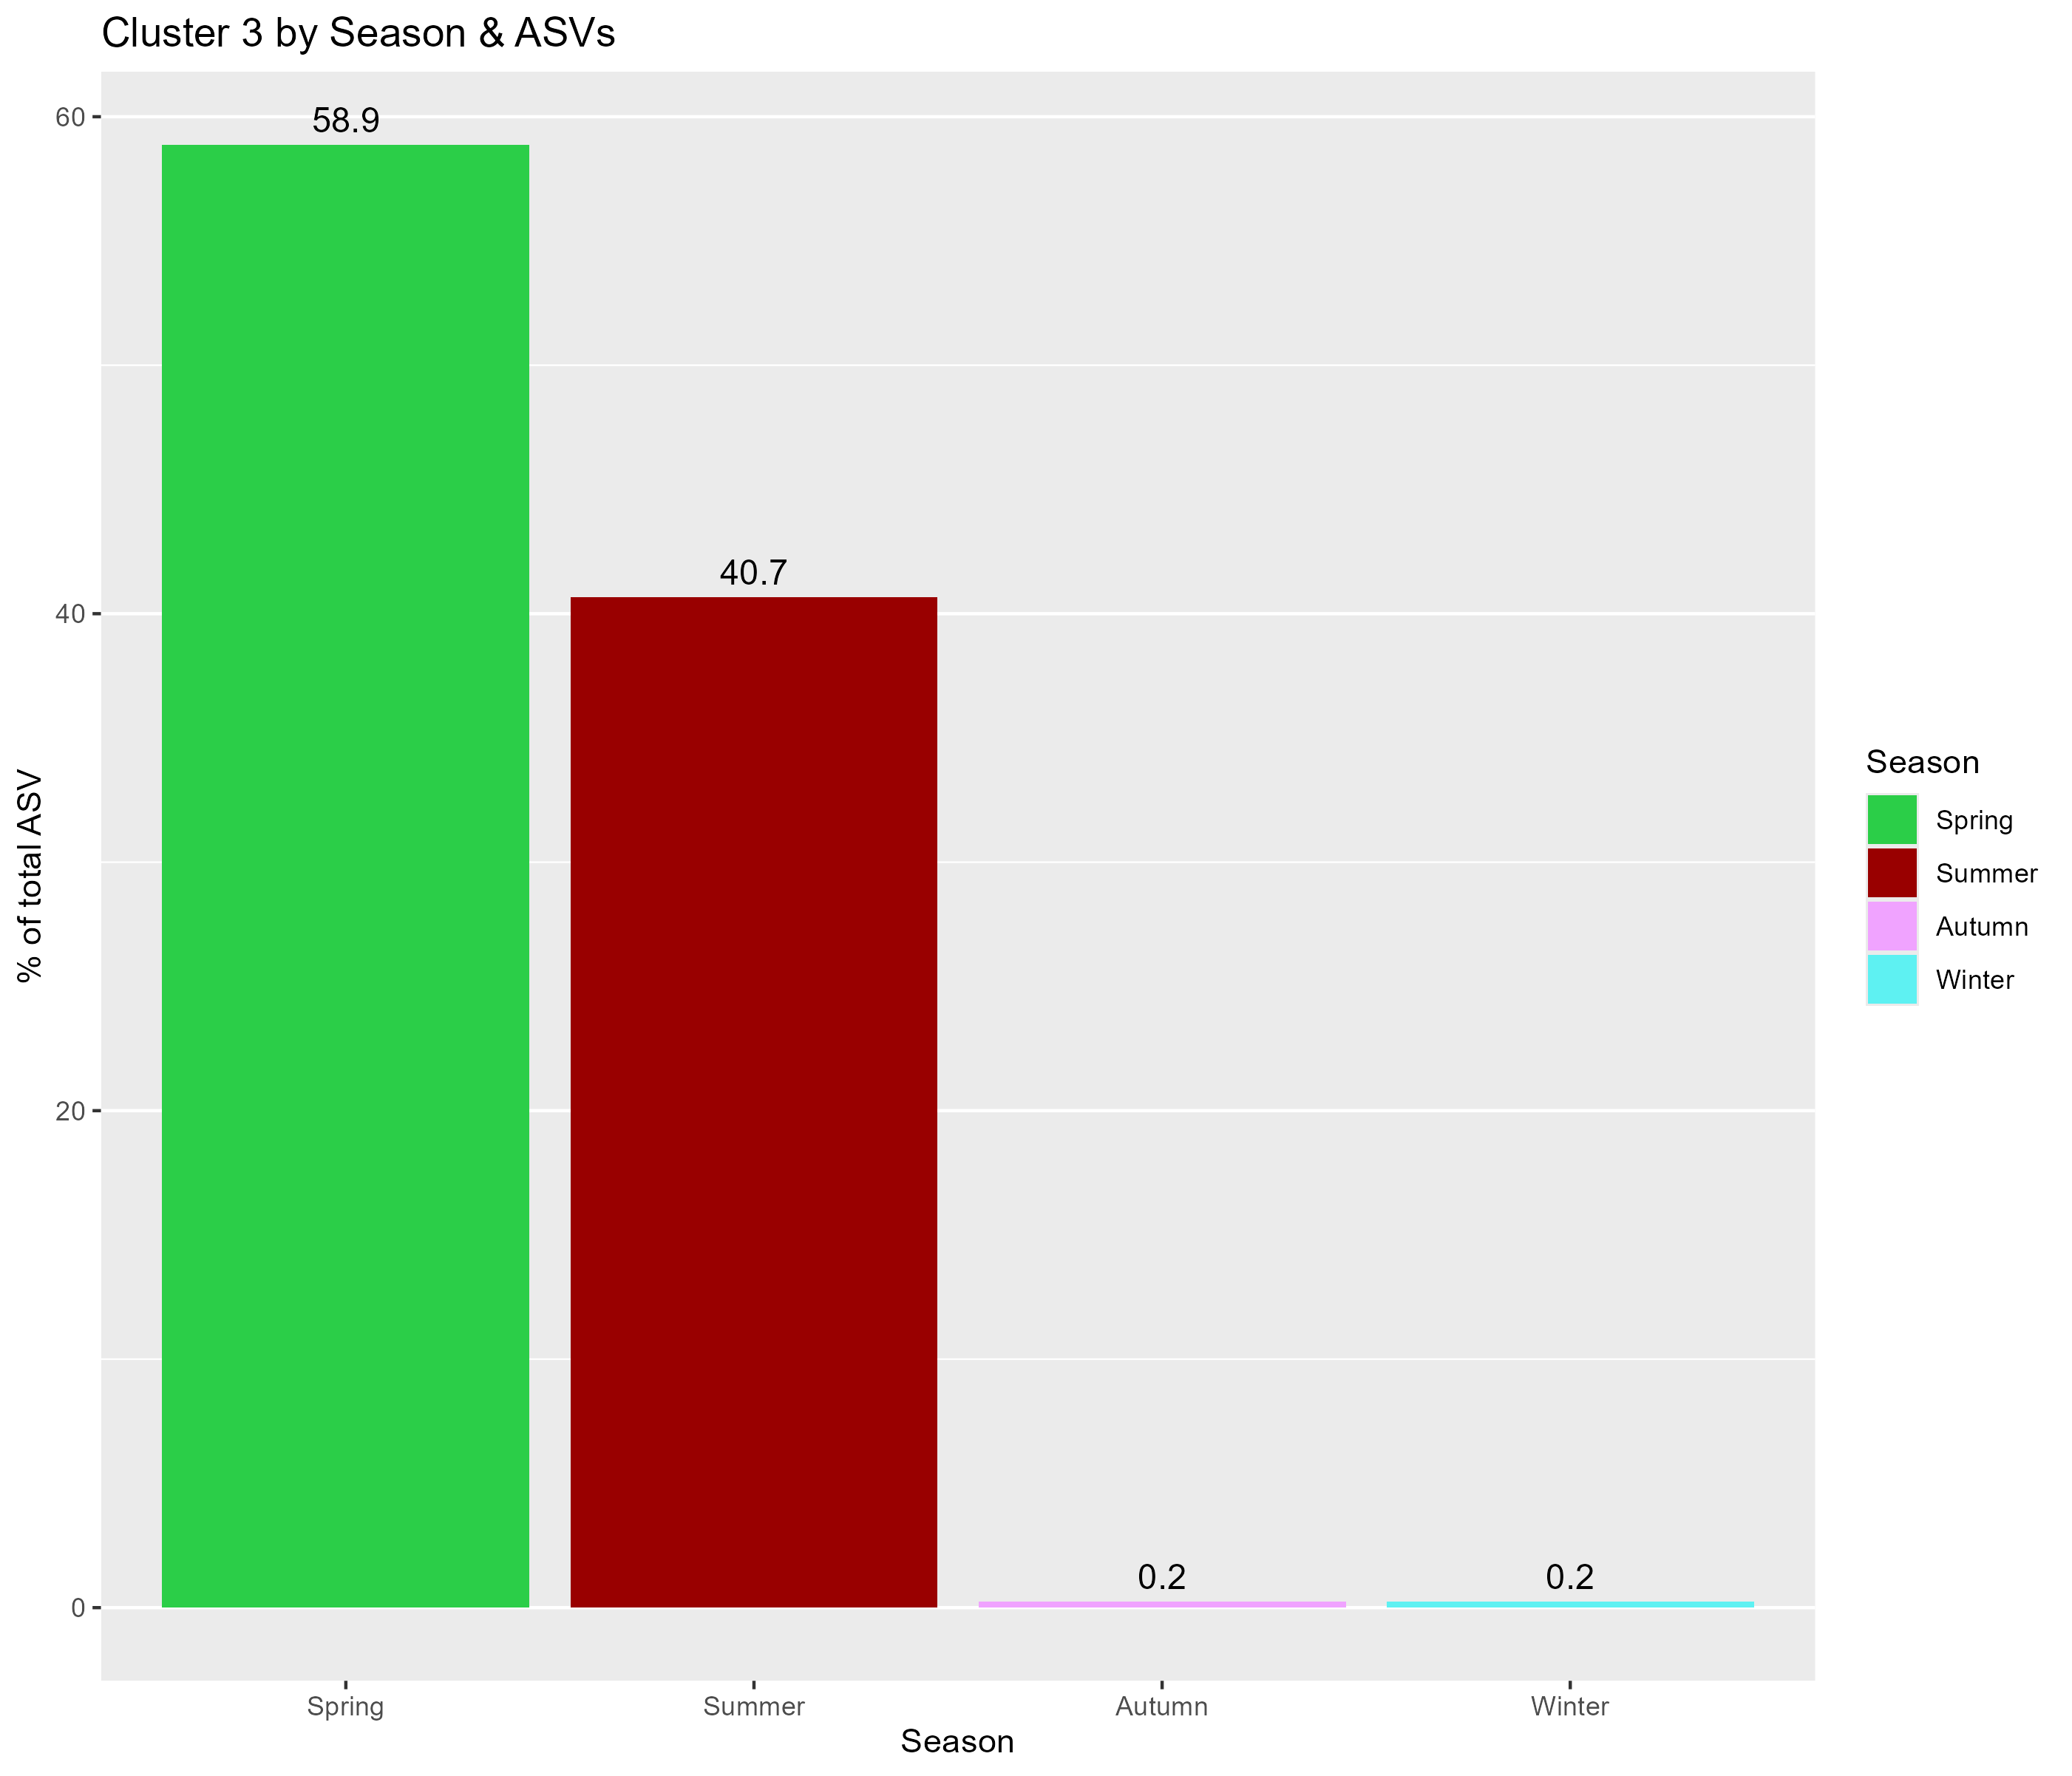 Cluster 3 by Season & ASVs
% of total ASV
60
40
20
0
58.9
40.7
0.2
0.2
Spring
Summer
Autumn
Winter
Season
Season
Spring
Summer
Autumn
Winter